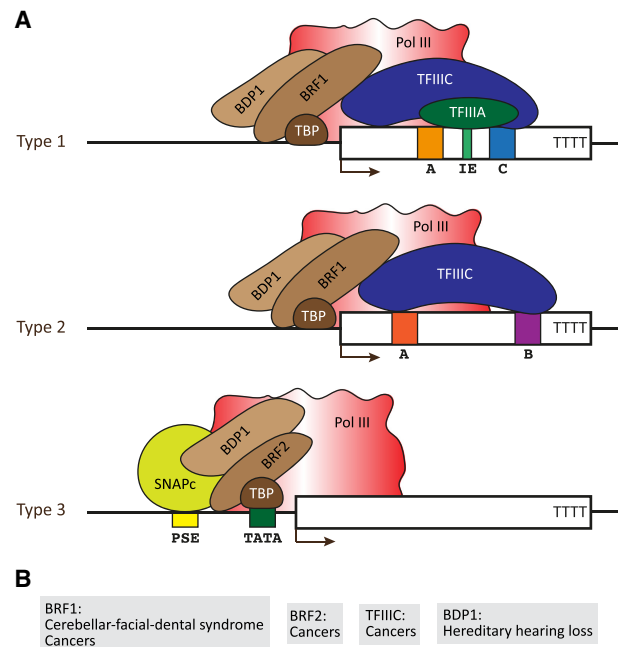 A
Pol III
BDP1
BRF1
TFIIIC
TFIIIA
TBP
Type 1
TTTT
A IE C
Pol III
BDP1
BRF1
TFIIIC
TBP
Type 2
TTTT
A B
Pol III
BDP1
BRF2
SNAPc
TBP
Type 3
TTTT
PSE TATA
B
BRF1:
Cerebellar-facial-dental syndrome
Cancers
BRF2:
Cancers
TFIIIC:
Cancers
BDP1:
Hereditary hearing loss